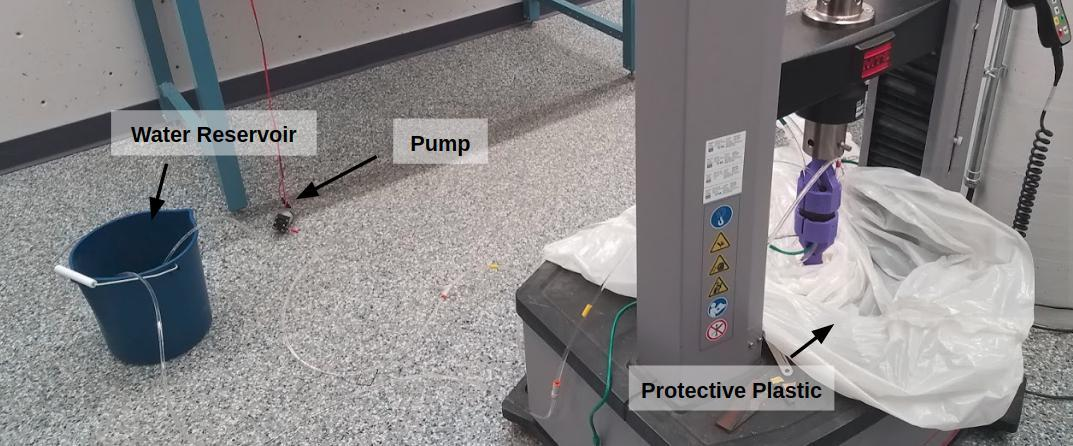 Water Reservoir
Pump
Protective Plastic